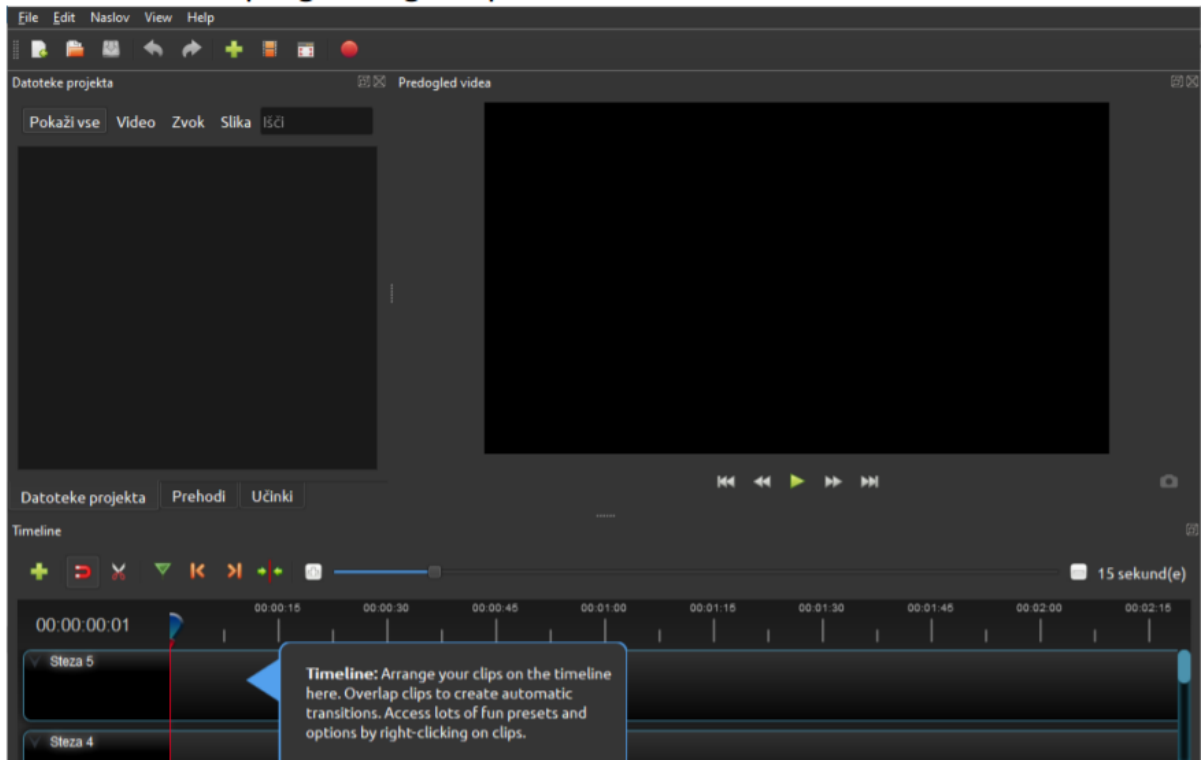 File Edit Naslov View Help
Datoteke projekta
Predogled videa
Pokaži vse Video Zvok Slika Išči
Datoteke projekta Prehodi Učinki
Timeline
15 sekund(e)
00:00:00:01
00:00:15 00:00:30 00:00:45 00:01:00 00:01:15 00:01:30 00:01:45 00:02:00 00:02:15
Steza 5
Timeline: Arrange your clips on the timeline
here. Overlap clips to create automatic
transitions. Access lots of fun presets and
options by right-clicking on clips.
Steza 4